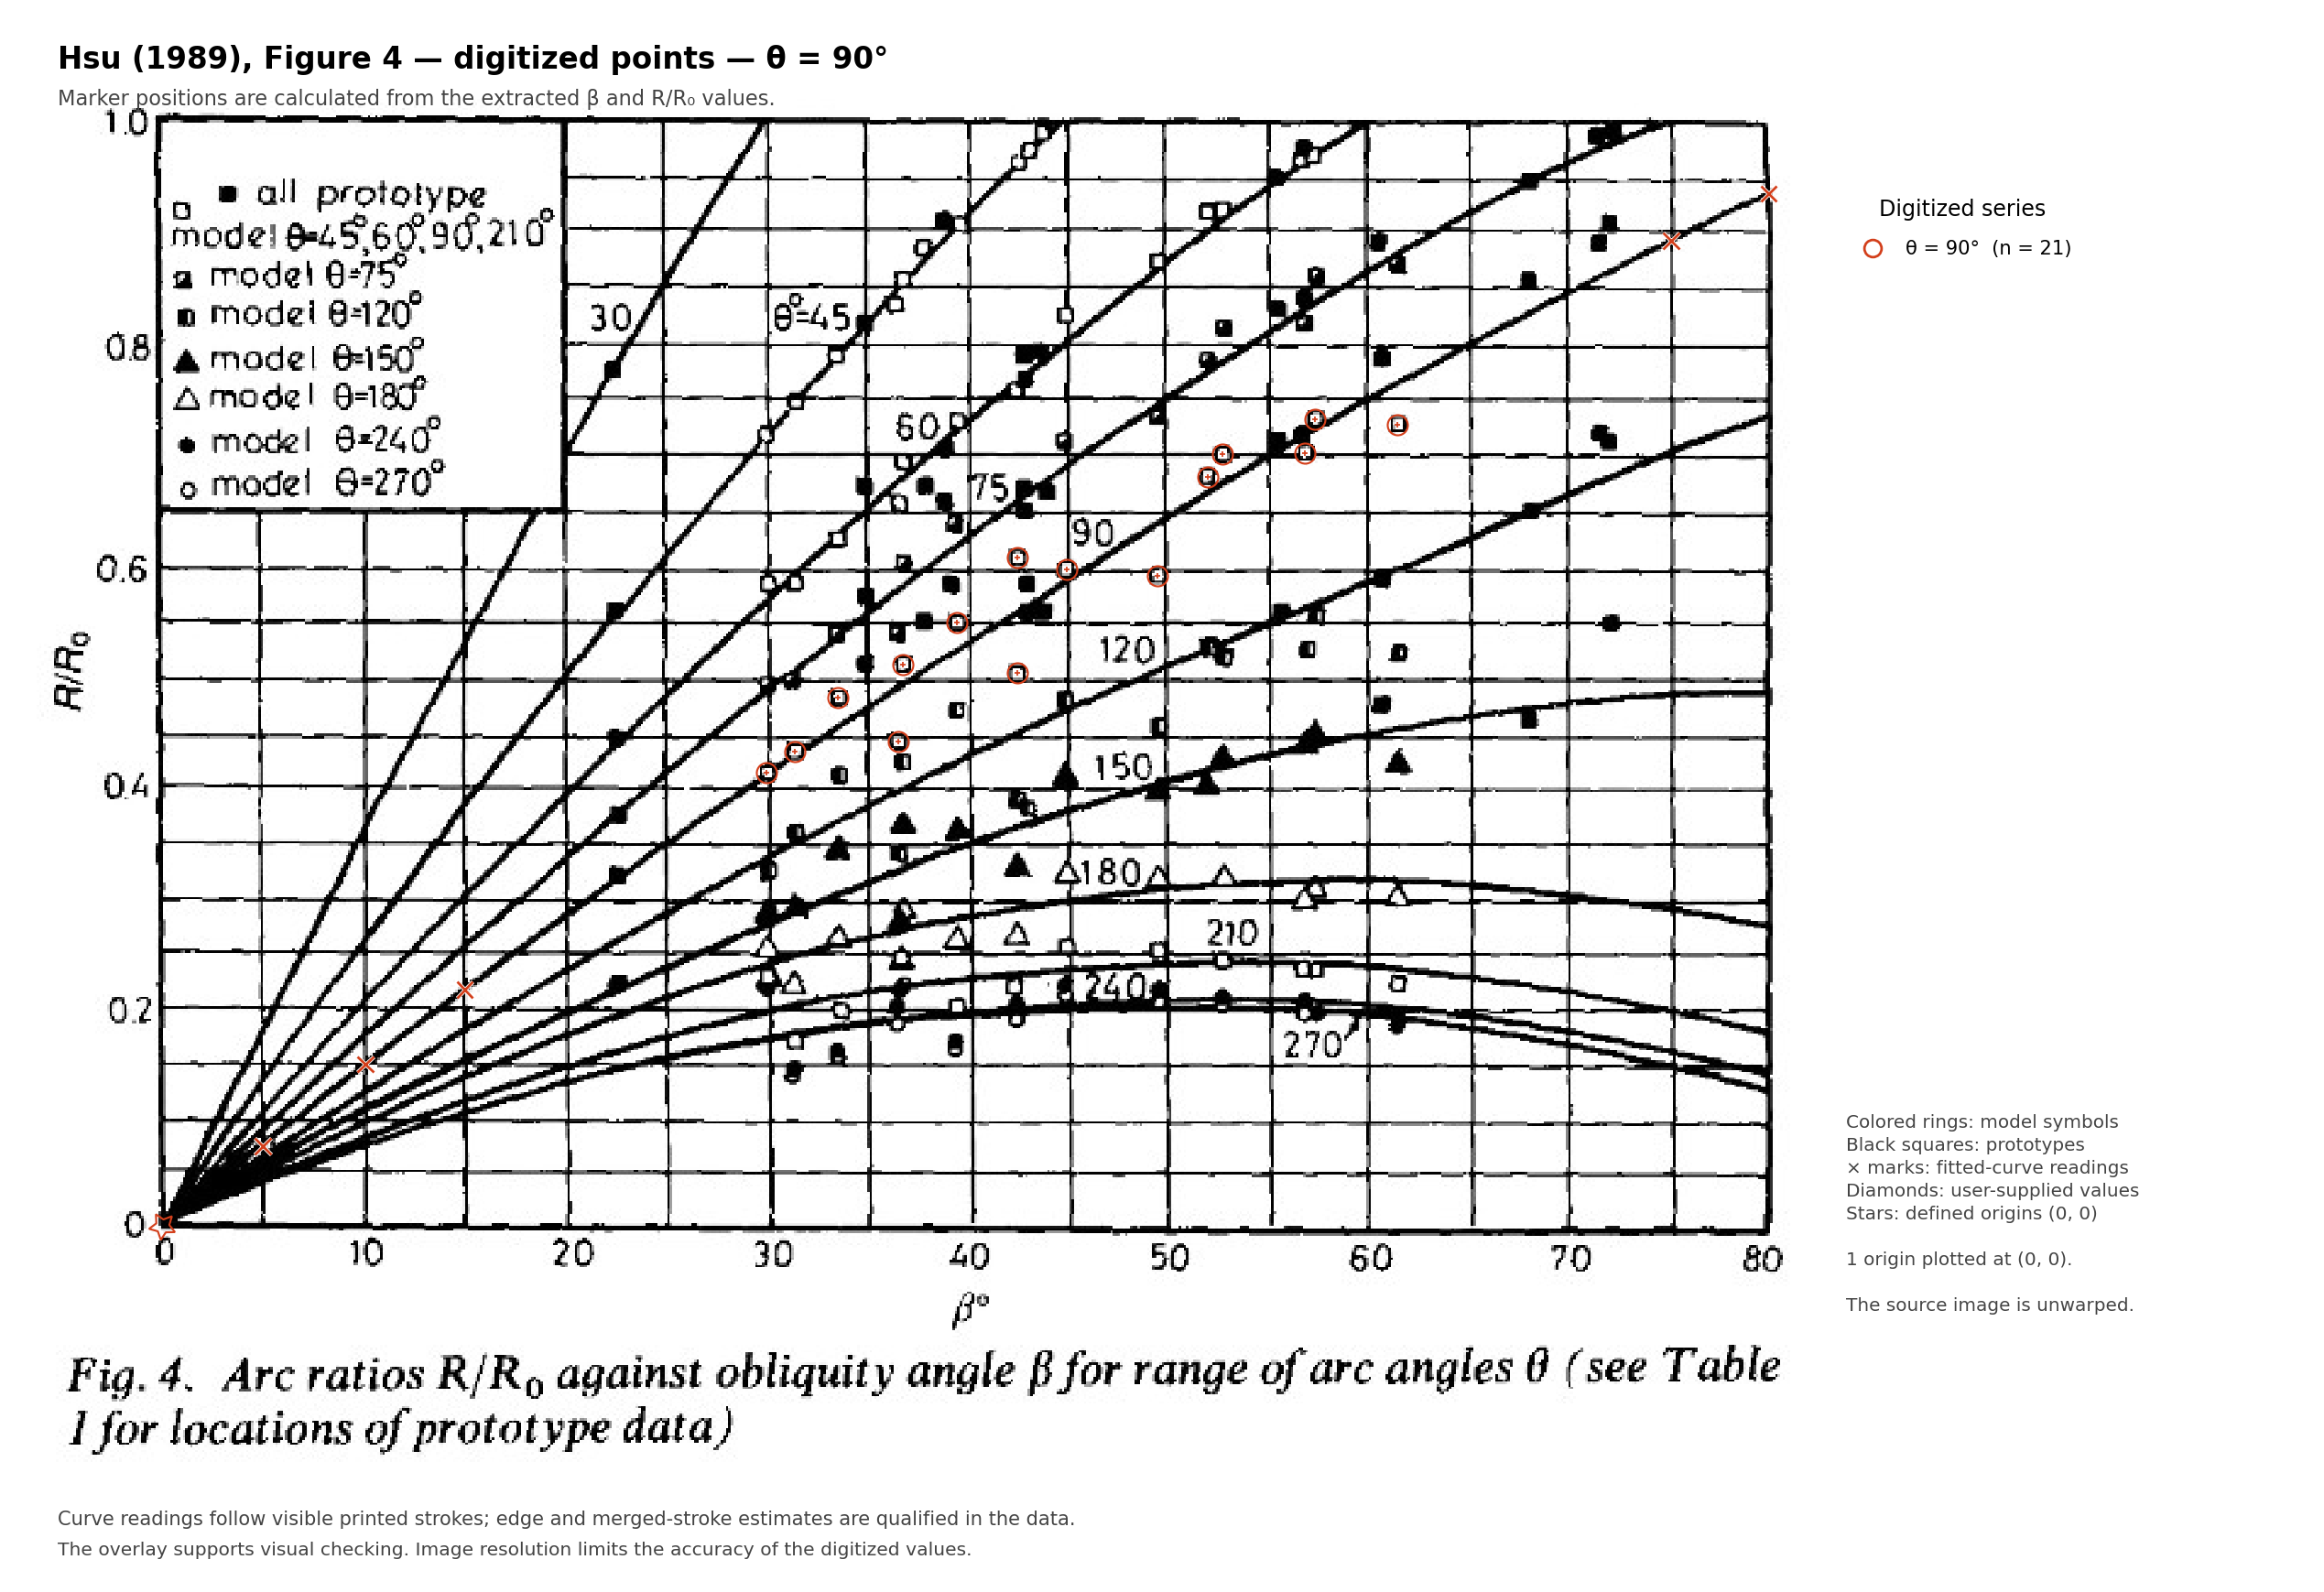 Hsu (1989), Figure 4 — digitized points — θ = 90°
Marker positions are calculated from the extracted β and R/R₀ values.
1.0
0.8
0.6
0.4
0.2
0
R/R₀
■ all prototype
□
model θ=45°,60°,90°,210°
model θ=75°
model θ=120°
▲ model θ=150°
△ model θ=180°
● model θ=240°
○ model θ=270°
30
θ°=45
60
75
90
120
150
180
210
240
270
0 10 20 30 40 50 60 70 80
β°
Digitized series
θ = 90° (n = 21)
Colored rings: model symbols
Black squares: prototypes
× marks: fitted-curve readings
Diamonds: user-supplied values
Stars: defined origins (0, 0)
1 origin plotted at (0, 0).
The source image is unwarped.
Fig. 4. Arc ratios R/R₀ against obliquity angle β for range of arc angles θ (see Table
1 for locations of prototype data)
Curve readings follow visible printed strokes; edge and merged-stroke estimates are qualified in the data.
The overlay supports visual checking. Image resolution limits the accuracy of the digitized values.